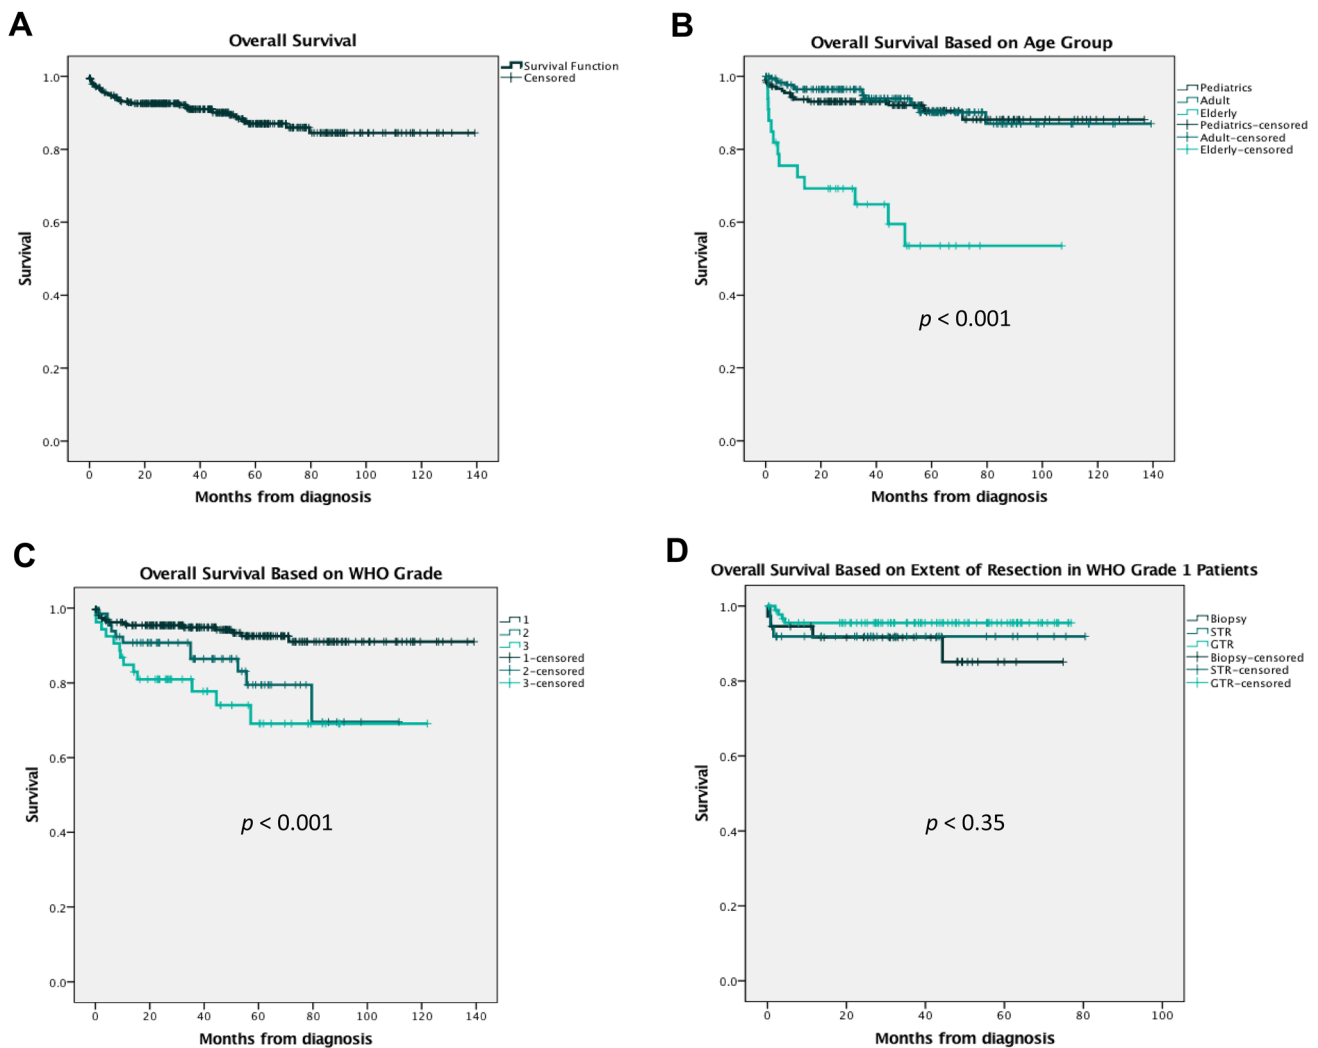 A
Overall Survival
Survival Function
Censored
1.0
0.8
0.6
0.4
0.2
0.0
Survival
0 20 40 60 80 100 120 140
Months from diagnosis
B
Overall Survival Based on Age Group
Pediatrics
Adult
Elderly
Pediatrics-censored
Adult-censored
Elderly-censored
1.0
0.8
0.6
0.4
0.2
0.0
Survival
p < 0.001
0 20 40 60 80 100 120 140
Months from diagnosis
C
Overall Survival Based on WHO Grade
1
2
3
1-censored
2-censored
3-censored
1.0
0.8
0.6
0.4
0.2
0.0
Survival
p < 0.001
0 20 40 60 80 100 120 140
Months from diagnosis
D
Overall Survival Based on Extent of Resection in WHO Grade 1 Patients
Biopsy
STR
GTR
Biopsy-censored
STR-censored
GTR-censored
1.0
0.8
0.6
0.4
0.2
0.0
Survival
p < 0.35
0 20 40 60 80 100
Months from diagnosis